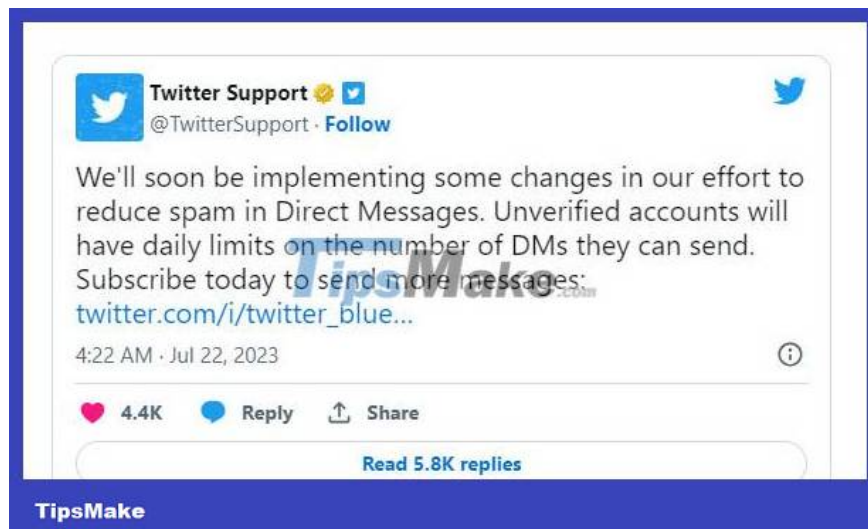 Twitter Support
@TwitterSupport · Follow
We'll soon be implementing some changes in our effort to
reduce spam in Direct Messages. Unverified accounts will
have daily limits on the number of DMs they can send.
Subscribe today to send more messages:
twitter.com/i/twitter_blue...
TipsMake.com
4:22 AM · Jul 22, 2023
4.4K Reply Share
Read 5.8K replies
TipsMake